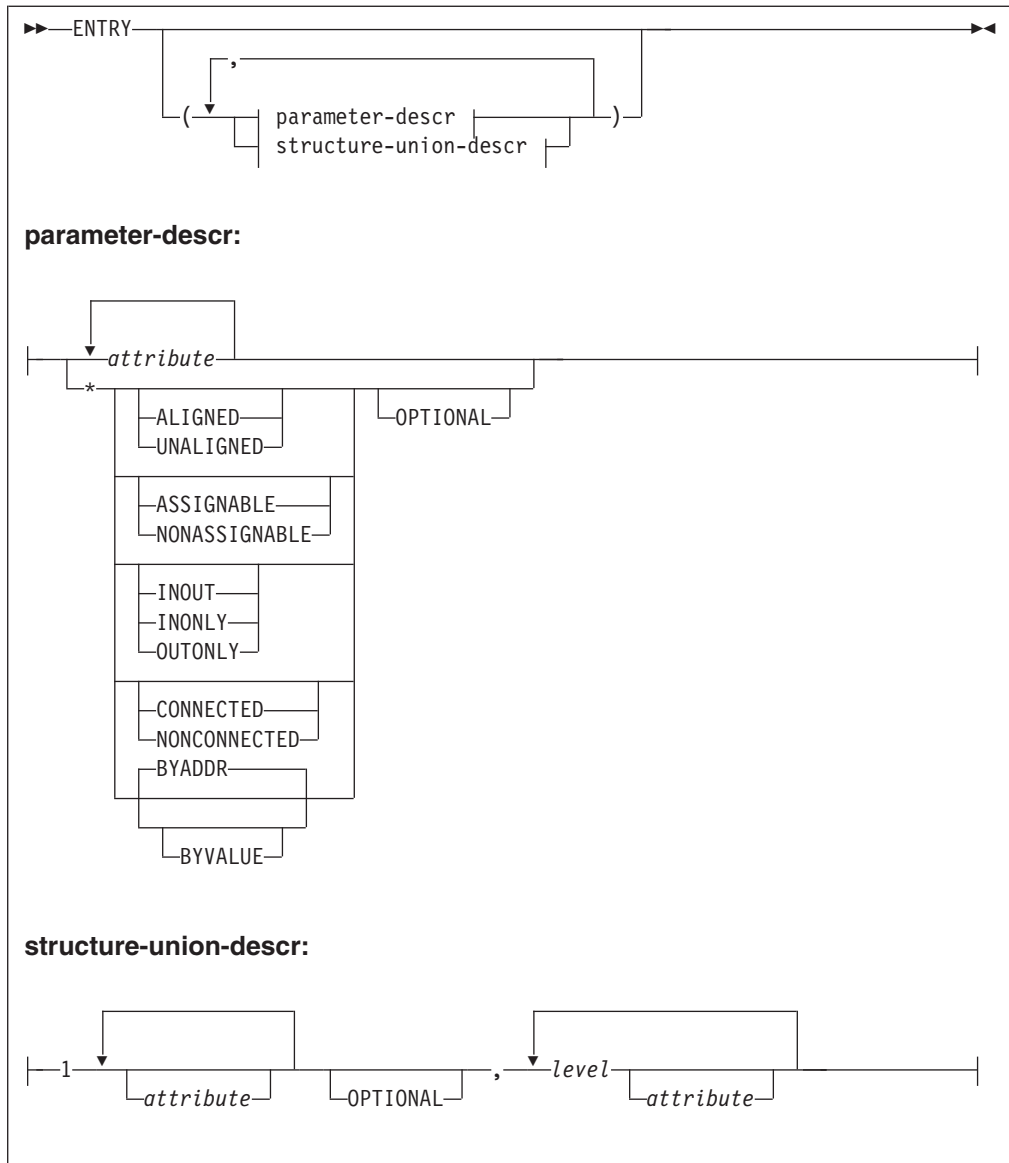 ENTRY
,
( parameter-descr )
structure-union-descr
parameter-descr:
attribute
*
ALIGNED OPTIONAL
UNALIGNED
ASSIGNABLE
NONASSIGNABLE
INOUT
INONLY
OUTONLY
CONNECTED
NONCONNECTED
BYADDR
BYVALUE
structure-union-descr:
1 , level
attribute OPTIONAL attribute